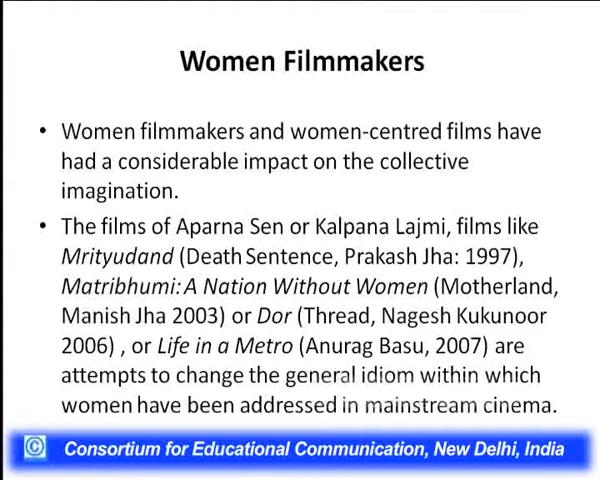 Women Filmmakers
• Women filmmakers and women-centred films have
had a considerable impact on the collective
imagination.
• The films of Aparna Sen or Kalpana Lajmi, films like
Mrityudand (Death Sentence, Prakash Jha: 1997),
Matribhumi: A Nation Without Women (Motherland,
Manish Jha 2003) or Dor (Thread, Nagesh Kukunoor
2006) , or Life in a Metro (Anurag Basu, 2007) are
attempts to change the general idiom within which
women have been addressed in mainstream cinema.
© Consortium for Educational Communication, New Delhi, India